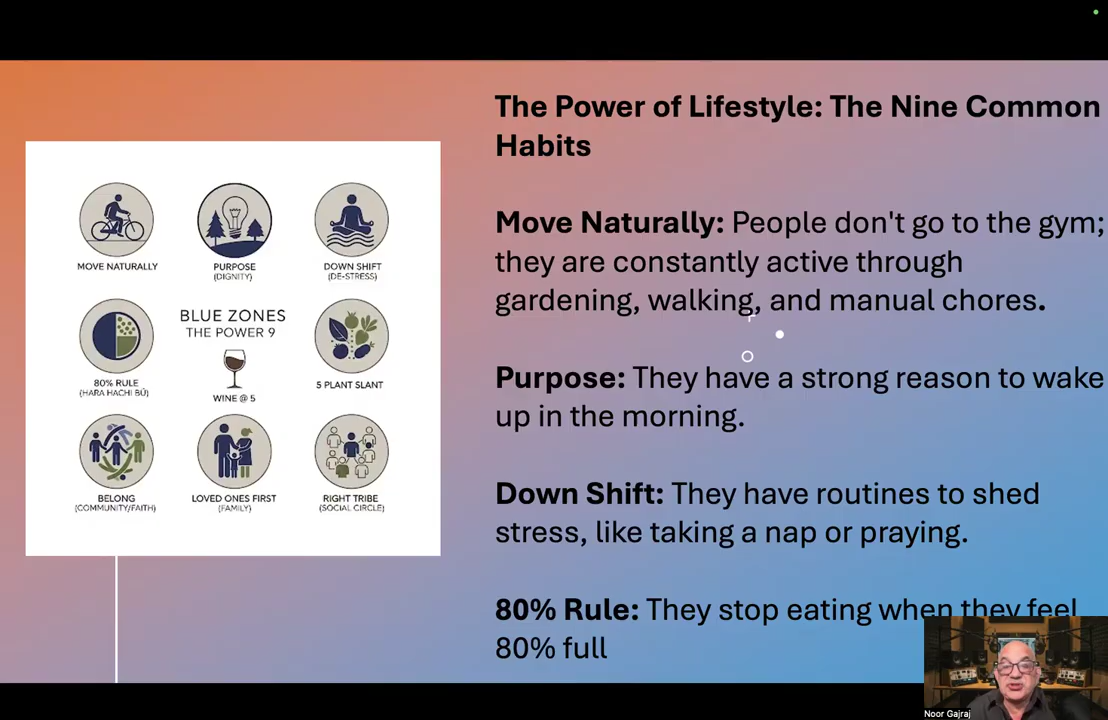 MOVE NATURALLY
PURPOSE
(DIGNITY)
DOWN SHIFT
(DE-STRESS)
80% RULE
(HARA HACHI BŪ)
BLUE ZONES
THE POWER 9
WINE @ 5
5 PLANT SLANT
BELONG
(COMMUNITY/FAITH)
LOVED ONES FIRST
(FAMILY)
RIGHT TRIBE
(SOCIAL CIRCLE)
The Power of Lifestyle: The Nine Common
Habits
Move Naturally: People don't go to the gym;
they are constantly active through
gardening, walking, and manual chores.
Purpose: They have a strong reason to wake
up in the morning.
Down Shift: They have routines to shed
stress, like taking a nap or praying.
80% Rule: They stop eating when they feel
80% full
Noor Gajraj